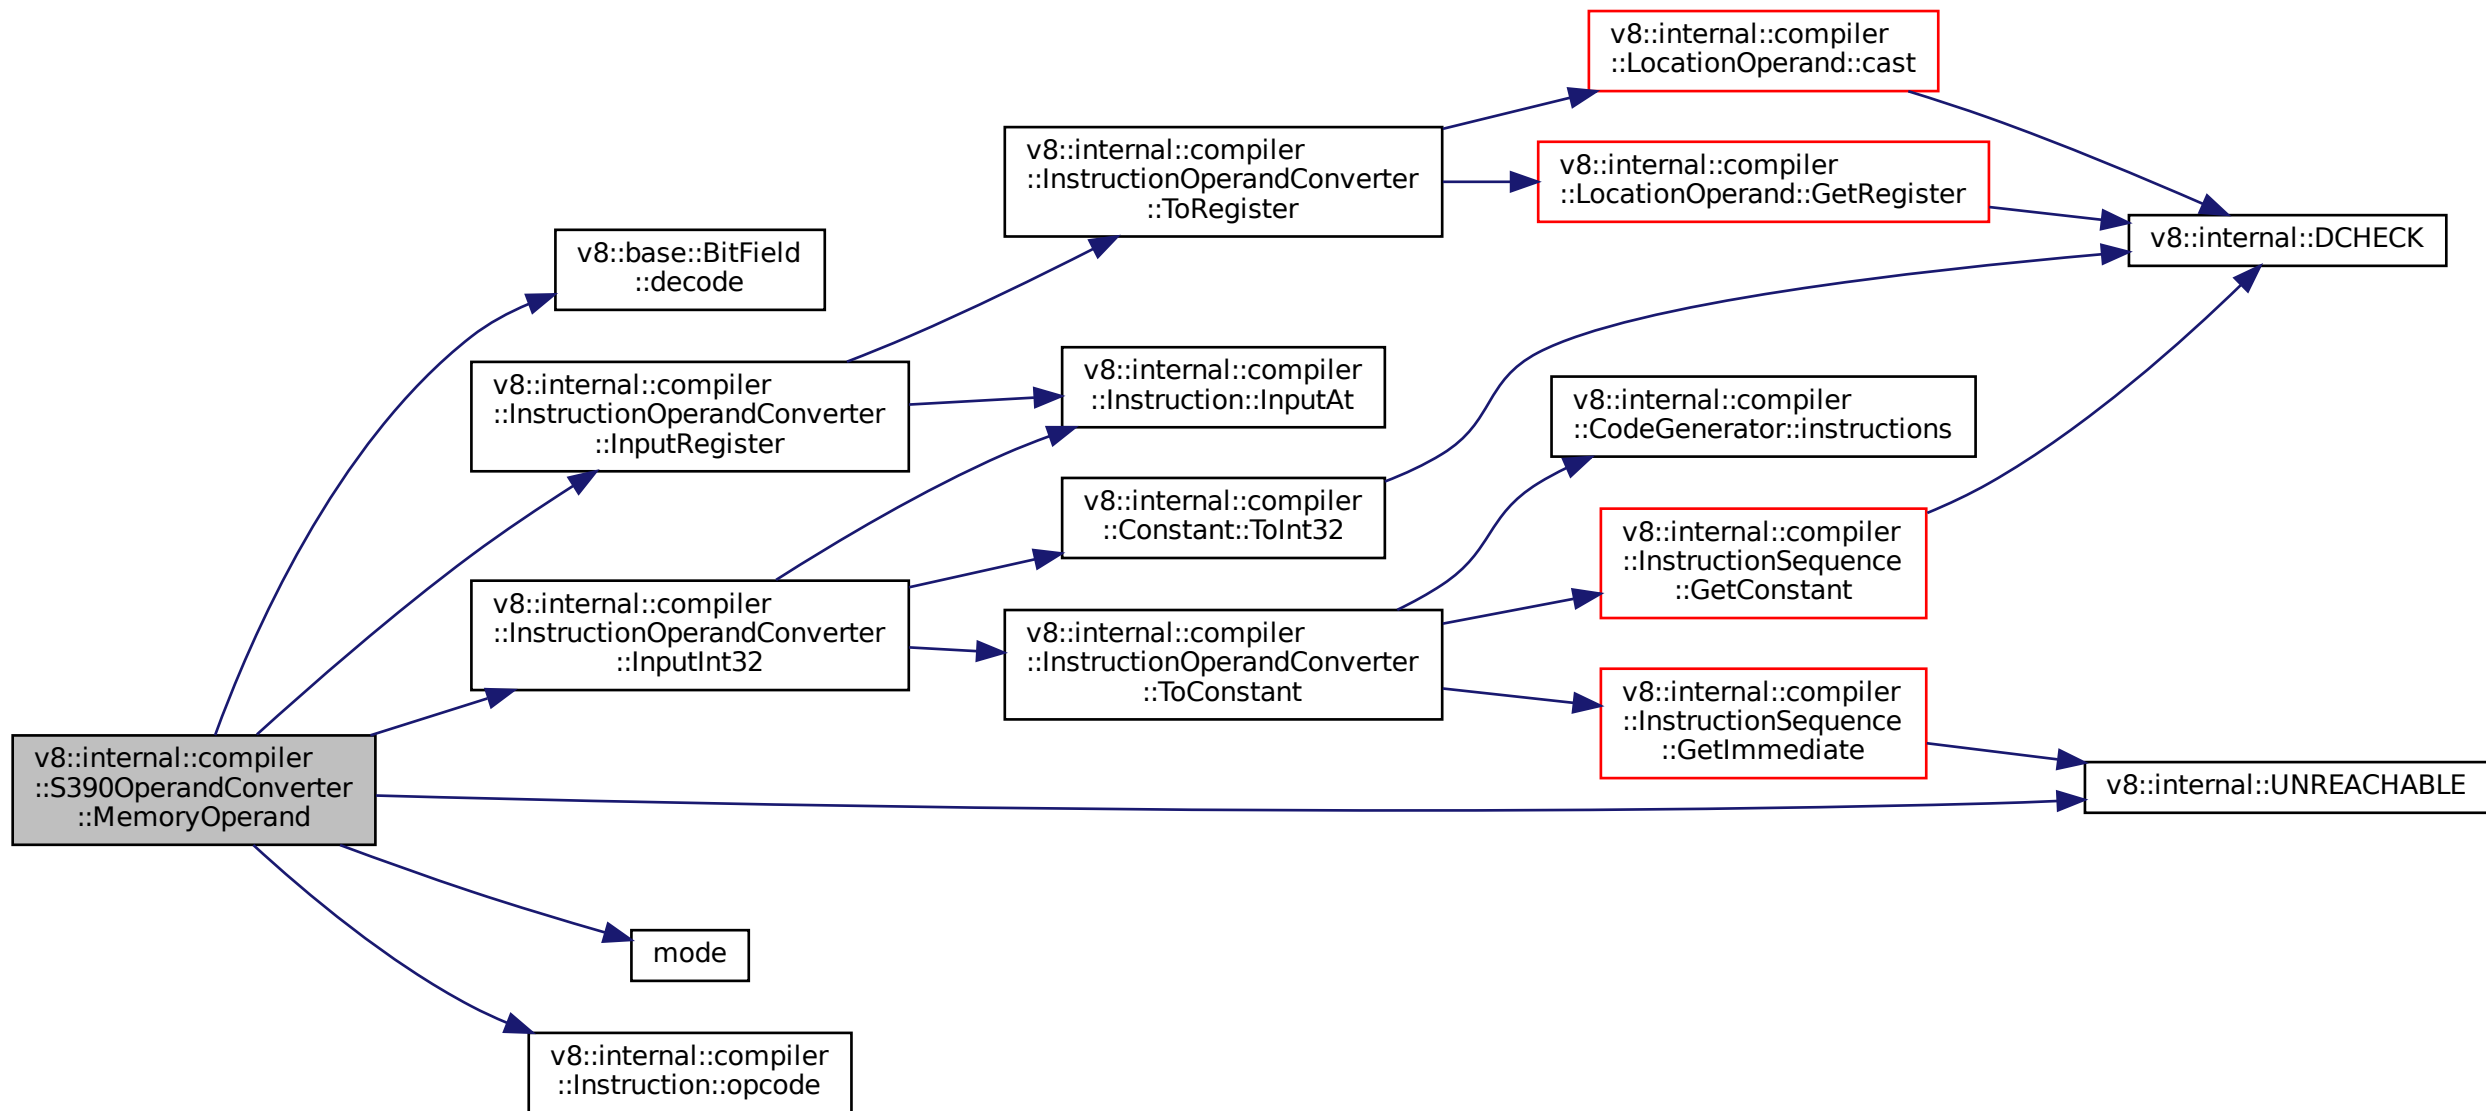 v8::internal::compiler
::S390OperandConverter
::MemoryOperand
v8::base::BitField
::decode
v8::internal::compiler
::InstructionOperandConverter
::InputRegister
v8::internal::compiler
::InstructionOperandConverter
::InputInt32
mode
v8::internal::compiler
::Instruction::opcode
v8::internal::compiler
::InstructionOperandConverter
::ToRegister
v8::internal::compiler
::Instruction::InputAt
v8::internal::compiler
::Constant::ToInt32
v8::internal::compiler
::InstructionOperandConverter
::ToConstant
v8::internal::compiler
::LocationOperand::cast
v8::internal::compiler
::LocationOperand::GetRegister
v8::internal::compiler
::CodeGenerator::instructions
v8::internal::compiler
::InstructionSequence
::GetConstant
v8::internal::compiler
::InstructionSequence
::GetImmediate
v8::internal::DCHECK
v8::internal::UNREACHABLE